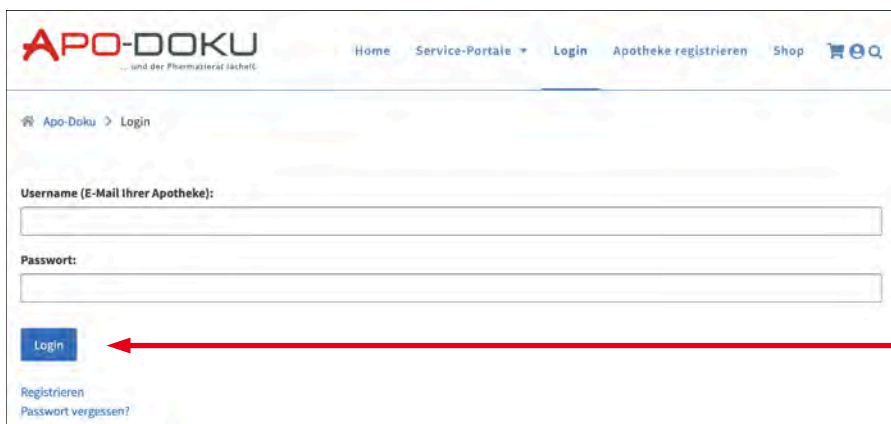 APO-DOKU
... und der Pharmazierat lächelt.
Home Service-Portale Login Apotheke registrieren Shop
Apo-Doku > Login
Username (E-Mail Ihrer Apotheke):
Passwort:
Login
Registrieren
Passwort vergessen?